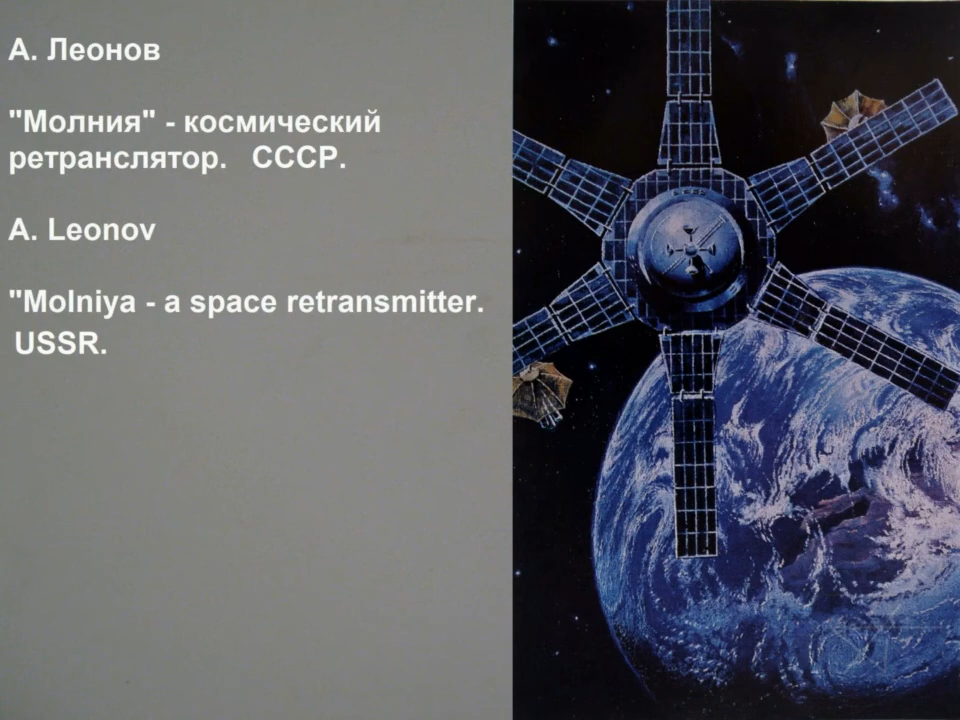 А. Леонов
"Молния" - космический
ретранслятор. СССР.
A. Leonov
"Molniya - a space retransmitter.
USSR.